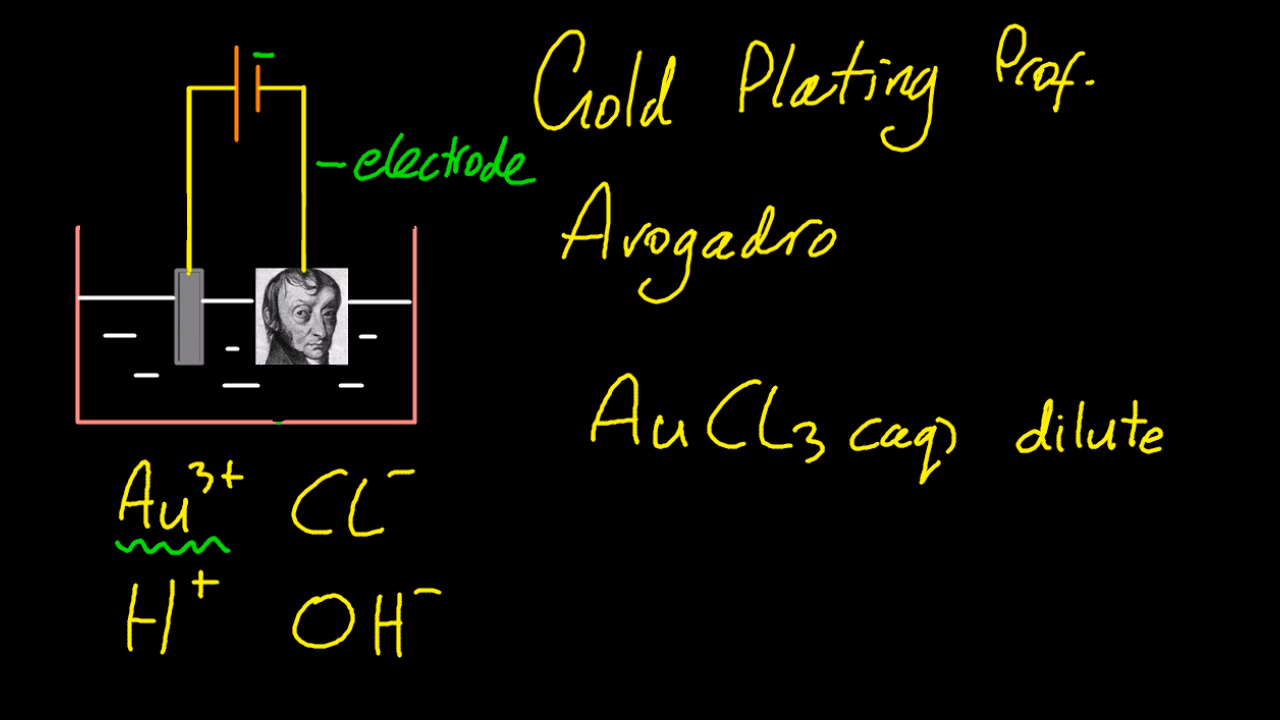 Gold Plating Prof.
– electrode
Avogadro
AuCl₃ (aq) dilute
Au³⁺ Cl⁻
H⁺ OH⁻